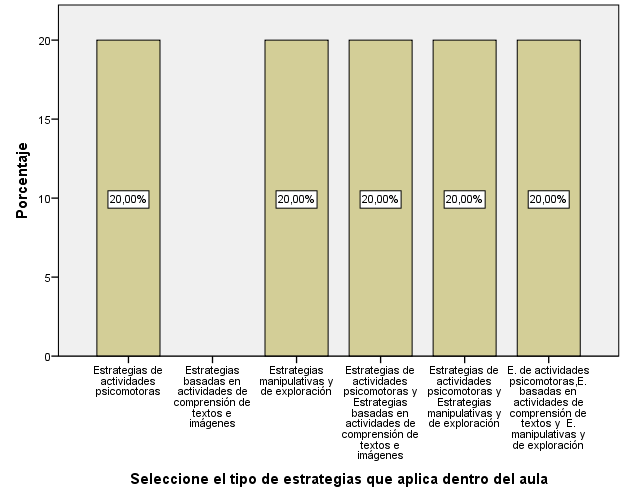 20
15
10
5
0
Porcentaje
20,00%
20,00%
20,00%
20,00%
20,00%
Estrategias de
actividades
psicomotoras
Estrategias
basadas en
actividades de
comprensión de
textos e
imágenes
Estrategias
manipulativas y
de exploración
Estrategias de
actividades
psicomotoras y
Estrategias
basadas en
actividades de
comprensión de
textos e
imágenes
Estrategias de
actividades
psicomotoras y
Estrategias
manipulativas y
de exploración
E. de actividades
psicomotoras,E.
basadas en
actividades de
comprensión de
textos y E.
manipulativas y
de exploración
Seleccione el tipo de estrategias que aplica dentro del aula